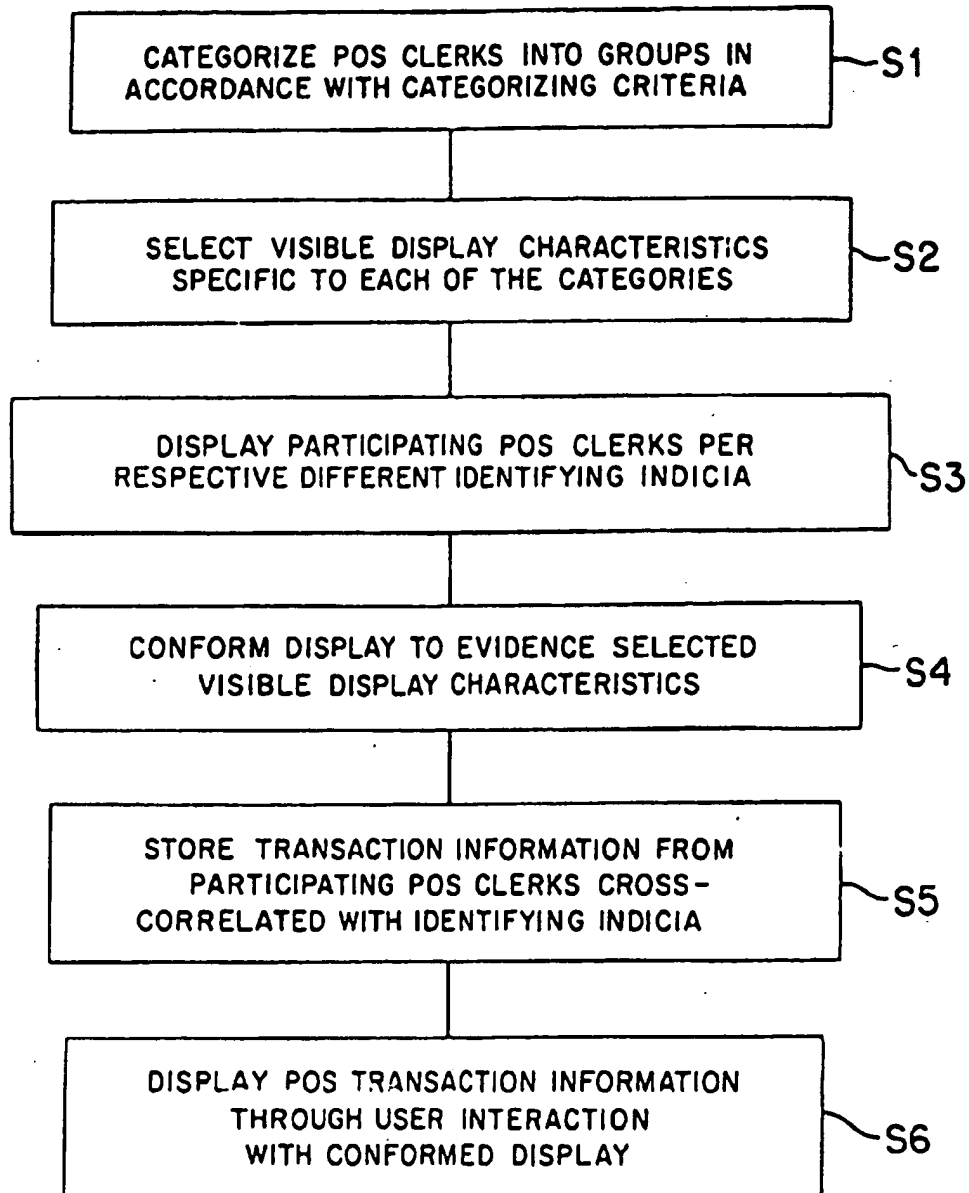 CATEGORIZE POS CLERKS INTO GROUPS IN
ACCORDANCE WITH CATEGORIZING CRITERIA
S1
SELECT VISIBLE DISPLAY CHARACTERISTICS
SPECIFIC TO EACH OF THE CATEGORIES
S2
DISPLAY PARTICIPATING POS CLERKS PER
RESPECTIVE DIFFERENT IDENTIFYING INDICIA
S3
CONFORM DISPLAY TO EVIDENCE SELECTED
VISIBLE DISPLAY CHARACTERISTICS
S4
STORE TRANSACTION INFORMATION FROM
PARTICIPATING POS CLERKS CROSS-
CORRELATED WITH IDENTIFYING INDICIA
S5
DISPLAY POS TRANSACTION INFORMATION
THROUGH USER INTERACTION
WITH CONFORMED DISPLAY
S6